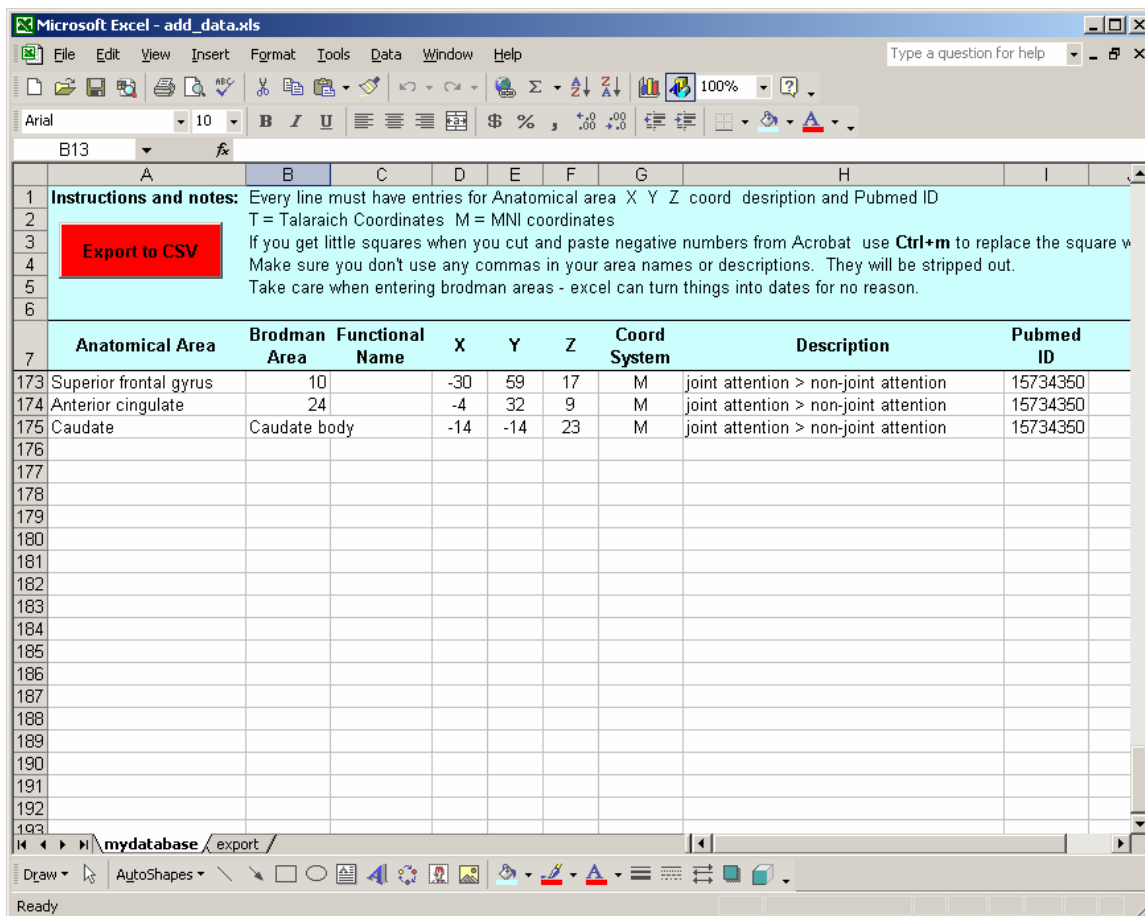 Microsoft Excel - add_data.xls
File Edit View Insert Format Tools Data Window Help Type a question for help
100%
Arial 10 B I U $ % ,
B13 fx
A B C D E F G H I
1 Instructions and notes: Every line must have entries for Anatomical area X Y Z coord desription and Pubmed ID
2 T = Talaraich Coordinates M = MNI coordinates
3 If you get little squares when you cut and paste negative numbers from Acrobat use Ctrl+m to replace the square w
Export to CSV
4 Make sure you don't use any commas in your area names or descriptions. They will be stripped out.
5 Take care when entering brodman areas - excel can turn things into dates for no reason.
6
7 Anatomical Area Brodman Area Functional Name X Y Z Coord System Description Pubmed ID
173 Superior frontal gyrus 10 -30 59 17 M joint attention > non-joint attention 15734350
174 Anterior cingulate 24 -4 32 9 M joint attention > non-joint attention 15734350
175 Caudate Caudate body -14 -14 23 M joint attention > non-joint attention 15734350
176
177
178
179
180
181
182
183
184
185
186
187
188
189
190
191
192
193
mydatabase export
Draw AutoShapes
Ready